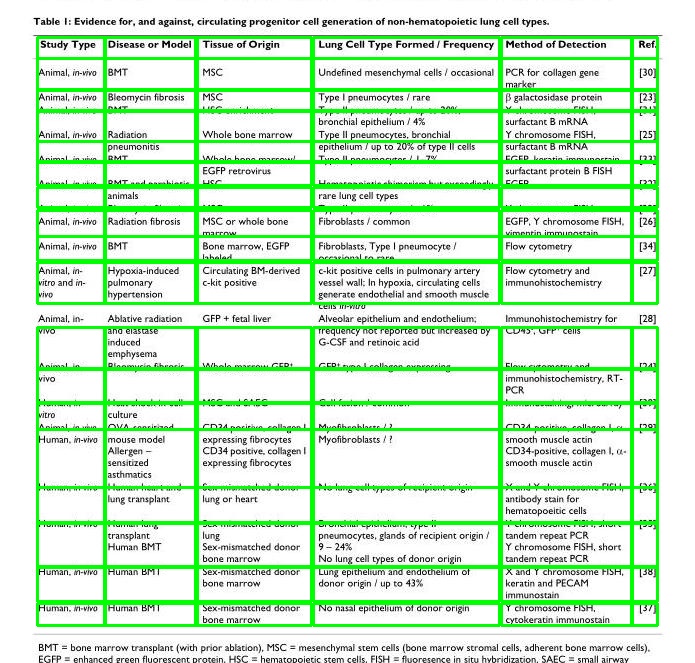 Table 1: Evidence for, and against, circulating progenitor cell generation of non-hematopoietic lung cell types.
Study Type Disease or Model Tissue of Origin Lung Cell Type Formed / Frequency Method of Detection Ref.
Animal, in-vivo BMT MSC Undefined mesenchymal cells / occasional PCR for collagen gene [30]
marker
Animal, in-vivo Bleomycin fibrosis MSC Type I pneumocytes / rare β galactosidase protein [23]
bronchial epithelium / 4% surfactant B mRNA
Animal, in-vivo Radiation Whole bone marrow Type II pneumocytes, bronchial Y chromosome FISH, [25]
pneumonitis epithelium / up to 20% of type II cells surfactant B mRNA
Animal, in-vivo BMT Whole bone marrow/ Type II pneumocytes / 1-7% EGFP, keratin immunostain [33]
EGFP retrovirus surfactant protein B FISH
Animal, in-vivo BMT and parabiotic HSC Hematopoietic chimerism but exceedingly EGFP [32]
animals rare lung cell types
Animal, in-vivo Radiation fibrosis MSC or whole bone Fibroblasts / common EGFP, Y chromosome FISH, [26]
marrow vimentin immunostain
Animal, in-vivo BMT Bone marrow, EGFP Fibroblasts, Type I pneumocyte / Flow cytometry [34]
labeled occasional to rare
Animal, in- Hypoxia-induced Circulating BM-derived c-kit positive cells in pulmonary artery Flow cytometry and [27]
vitro and in- pulmonary c-kit positive vessel wall; In hypoxia, circulating cells immunohistochemistry
vivo hypertension generate endothelial and smooth muscle
cells in-vitro
Animal, in- Ablative radiation GFP + fetal liver Alveolar epithelium and endothelium; Immunohistochemistry for [28]
vivo and elastase frequency not reported but increased by CD45+, GFP+ cells
induced G-CSF and retinoic acid
emphysema
Animal, in- Bleomycin fibrosis Whole marrow GFP+ GFP+ type I collagen expressing Flow cytometry and [24]
vivo immunohistochemistry, RT-
PCR
Human, in- Heat shock in cell MSC and SAEC Cell fusion / common Immunostaining, microarray [39]
vitro culture
Animal, in-vivo OVA-sensitized CD34 positive, collagen I Myofibroblasts / ? CD34 positive, collagen I, α- [29]
Human, in-vivo mouse model expressing fibrocytes Myofibroblasts / ? smooth muscle actin
Allergen – CD34 positive, collagen I CD34-positive, collagen I, α-
sensitized expressing fibrocytes smooth muscle actin
asthmatics
Human, in-vivo Human heart and Sex-mismatched donor No lung cell types of recipient origin X and Y chromosome FISH, [36]
lung transplant lung or heart antibody stain for
hematopoeitic cells
Human, in-vivo Human lung Sex-mismatched donor Bronchial epithelium, type II Y chromosome FISH, short [35]
transplant lung pneumocytes, glands of recipient origin / tandem repeat PCR
Human BMT Sex-mismatched donor 9 – 24% Y chromosome FISH, short
bone marrow No lung cell types of donor origin tandem repeat PCR
Human, in-vivo Human BMT Sex-mismatched donor Lung epithelium and endothelium of X and Y chromosome FISH, [38]
bone marrow donor origin / up to 43% keratin and PECAM
immunostain
Human, in-vivo Human BMT Sex-mismatched donor No nasal epithelium of donor origin Y chromosome FISH, [37]
bone marrow cytokeratin immunostain
BMT = bone marrow transplant (with prior ablation), MSC = mesenchymal stem cells (bone marrow stromal cells, adherent bone marrow cells),
EGFP = enhanced green fluorescent protein, HSC = hematopoietic stem cells, FISH = fluorescence in situ hybridization, SAEC = small airway